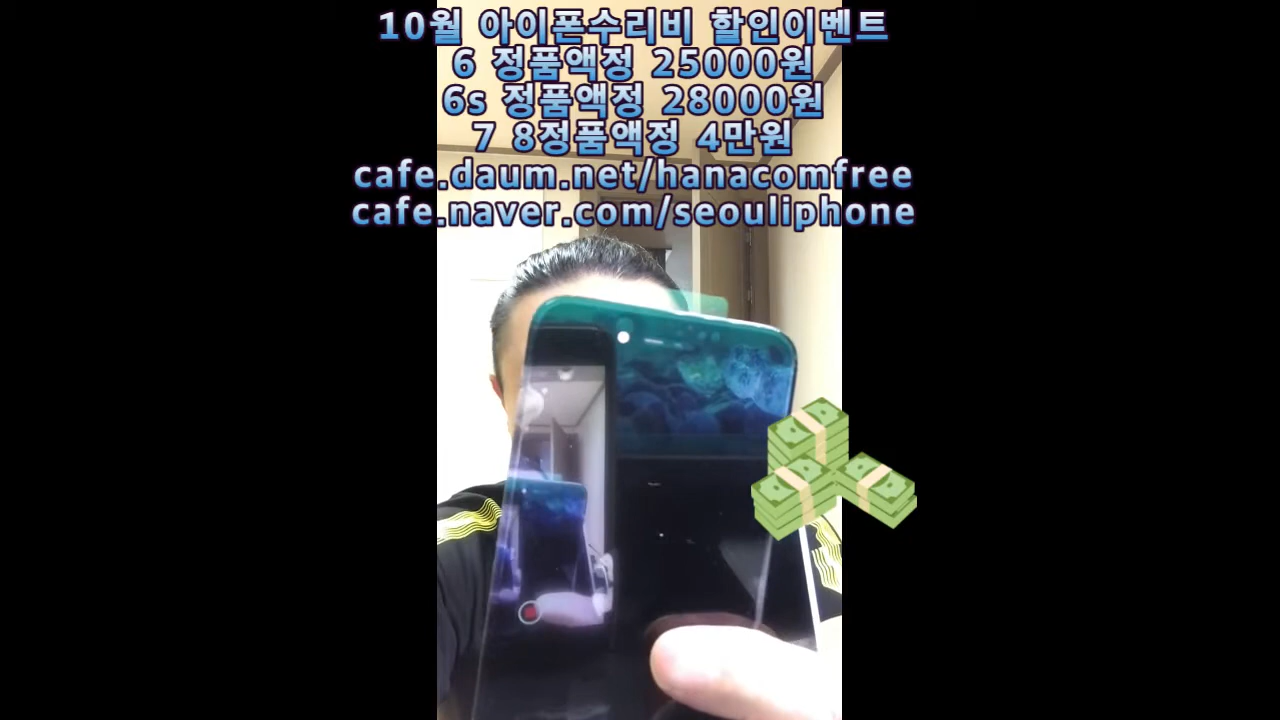 10월 아이폰수리비 할인이벤트
6 정품액정 25000원
6s 정품액정 28000원
7 8정품액정 4만원
cafe.daum.net/hanacomfree
cafe.naver.com/seouliphone